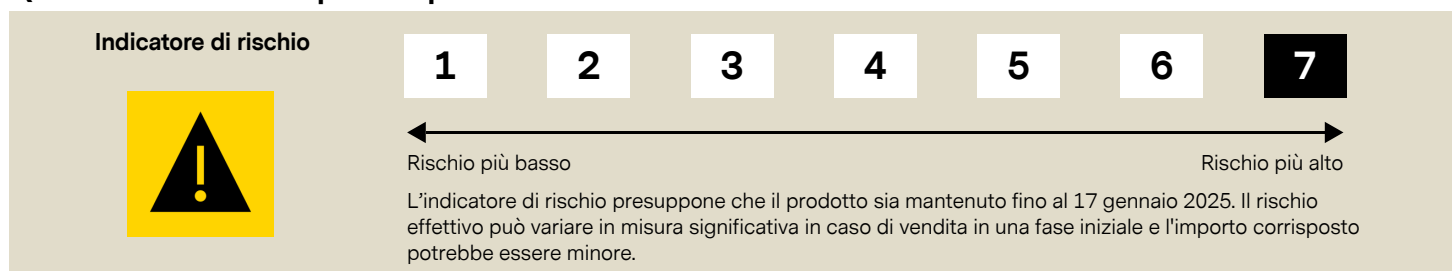 Indicatore di rischio
1 2 3 4 5 6 7
Rischio più basso Rischio più alto
L'indicatore di rischio presuppone che il prodotto sia mantenuto fino al 17 gennaio 2025. Il rischio
effettivo può variare in misura significativa in caso di vendita in una fase iniziale e l'importo corrisposto
potrebbe essere minore.